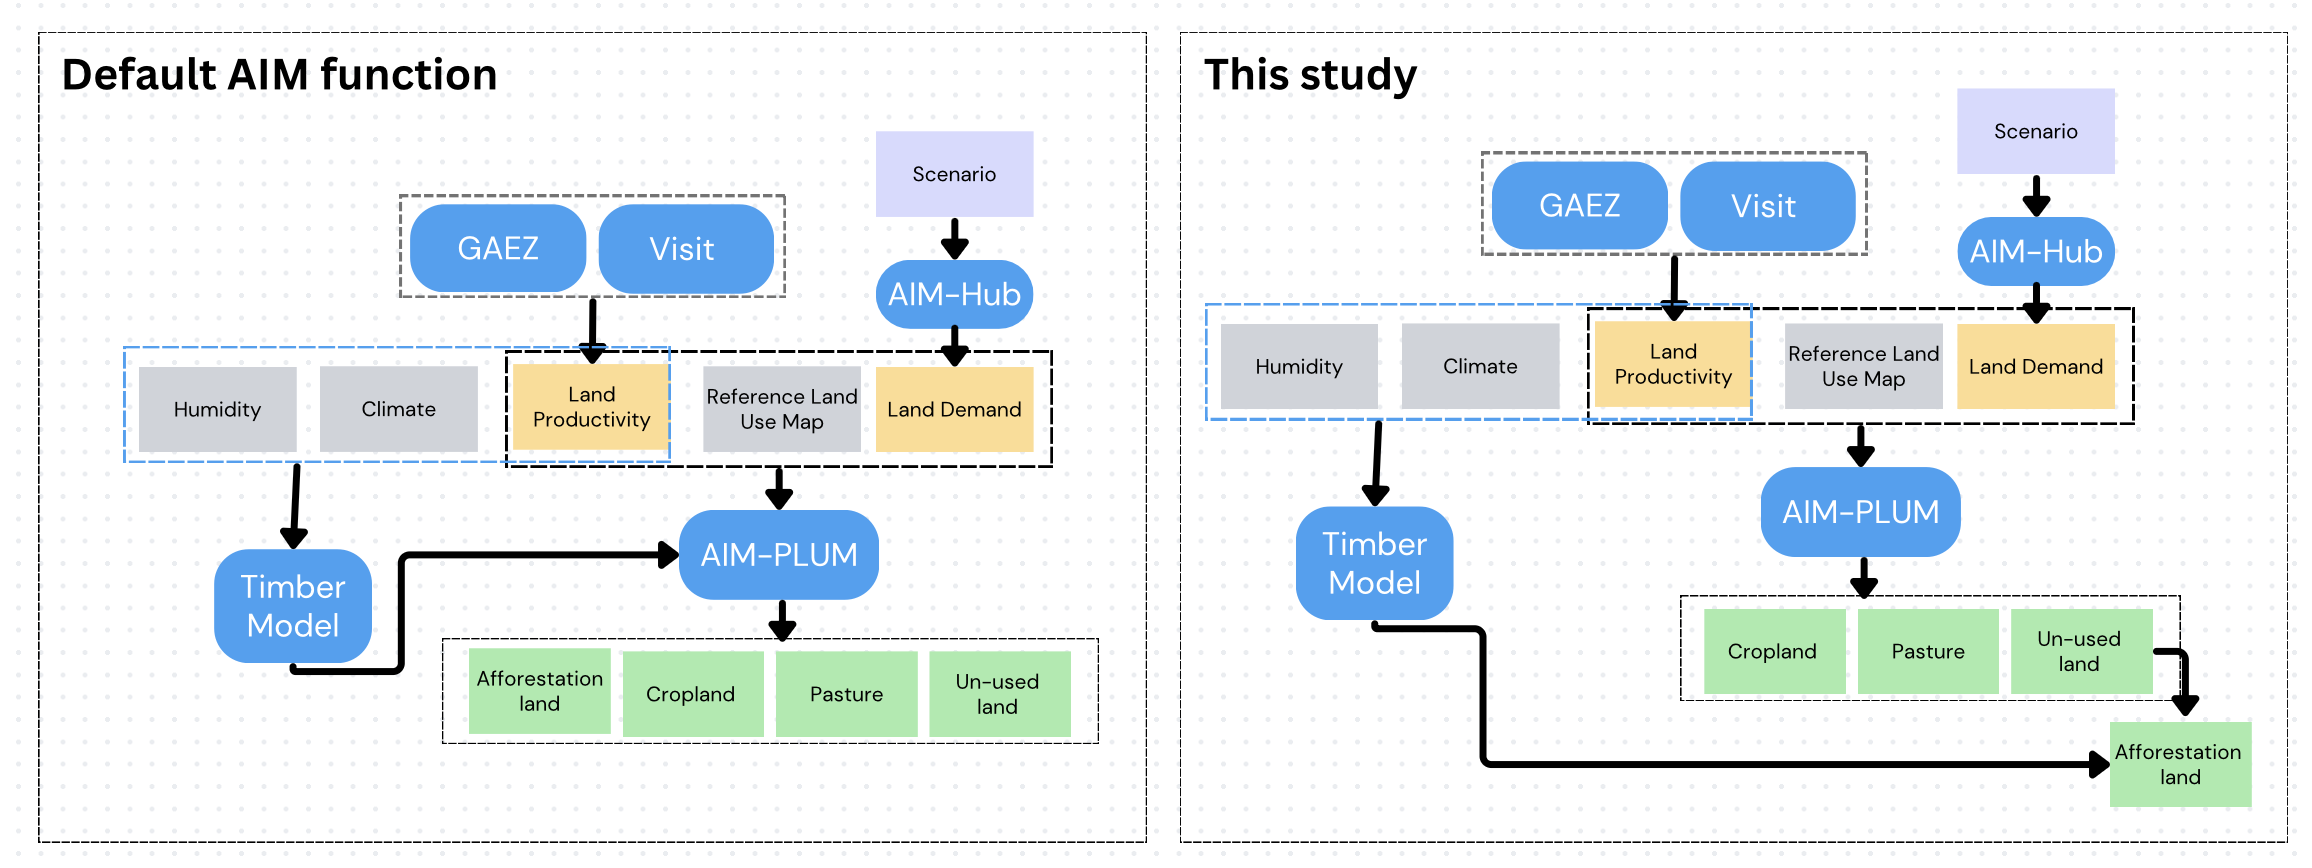 Default AIM function
Scenario
GAEZ
Visit
AIM-Hub
Humidity
Climate
Land
Productivity
Reference Land
Use Map
Land Demand
Timber
Model
AIM-PLUM
Afforestation
land
Cropland
Pasture
Un-used
land
This study
Scenario
GAEZ
Visit
AIM-Hub
Humidity
Climate
Land
Productivity
Reference Land
Use Map
Land Demand
Timber
Model
AIM-PLUM
Cropland
Pasture
Un-used
land
Afforestation
land